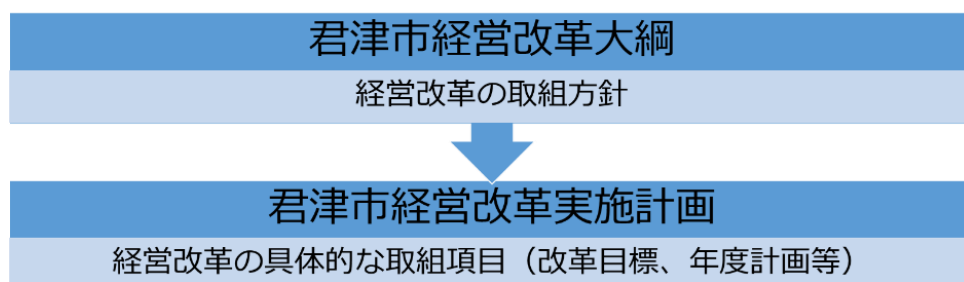 君津市経営改革大綱
経営改革の取組方針
君津市経営改革実施計画
経営改革の具体的な取組項目（改革目標、年度計画等）